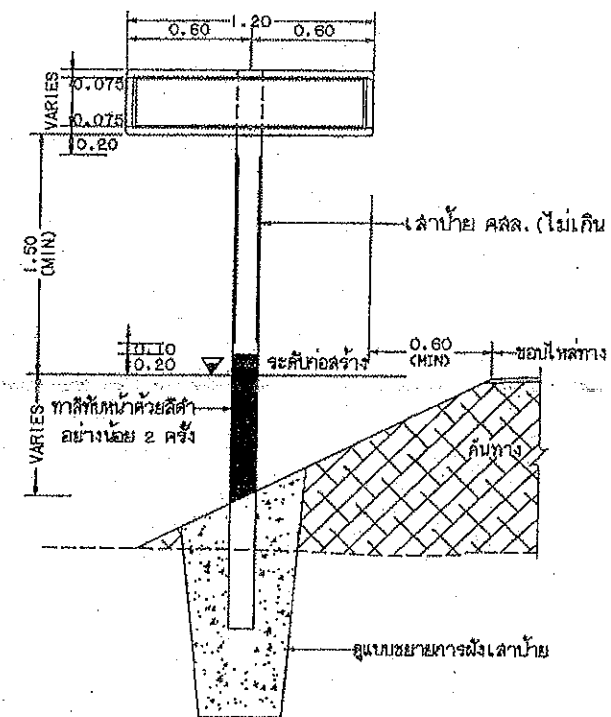 1.20
0.60 0.60
VARIES
0.075
0.075
0.20
เสาป้าย คสล. (ไม่เกิน
1.50
(MIN)
0.10
0.20
ระดับก่อสร้าง
0.60
(MIN)
ขอบไหล่ทาง
VARIES
ทาสีทับหน้าด้วยสีดำ
อย่างน้อย 2 ครั้ง
คันทาง
ดูแบบขยายการฝังเสาป้าย